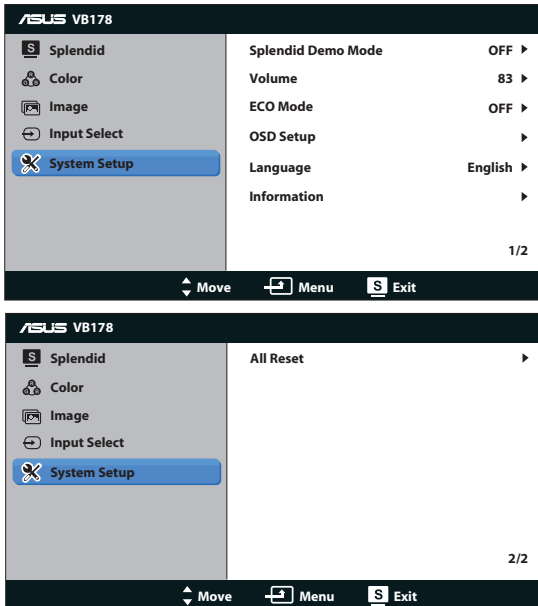 ASUS VB178
S Splendid
Color
Image
Input Select
System Setup
Splendid Demo Mode OFF
Volume 83
ECO Mode OFF
OSD Setup
Language English
Information
1/2
Move Menu S Exit
ASUS VB178
S Splendid
Color
Image
Input Select
System Setup
All Reset
2/2
Move Menu S Exit